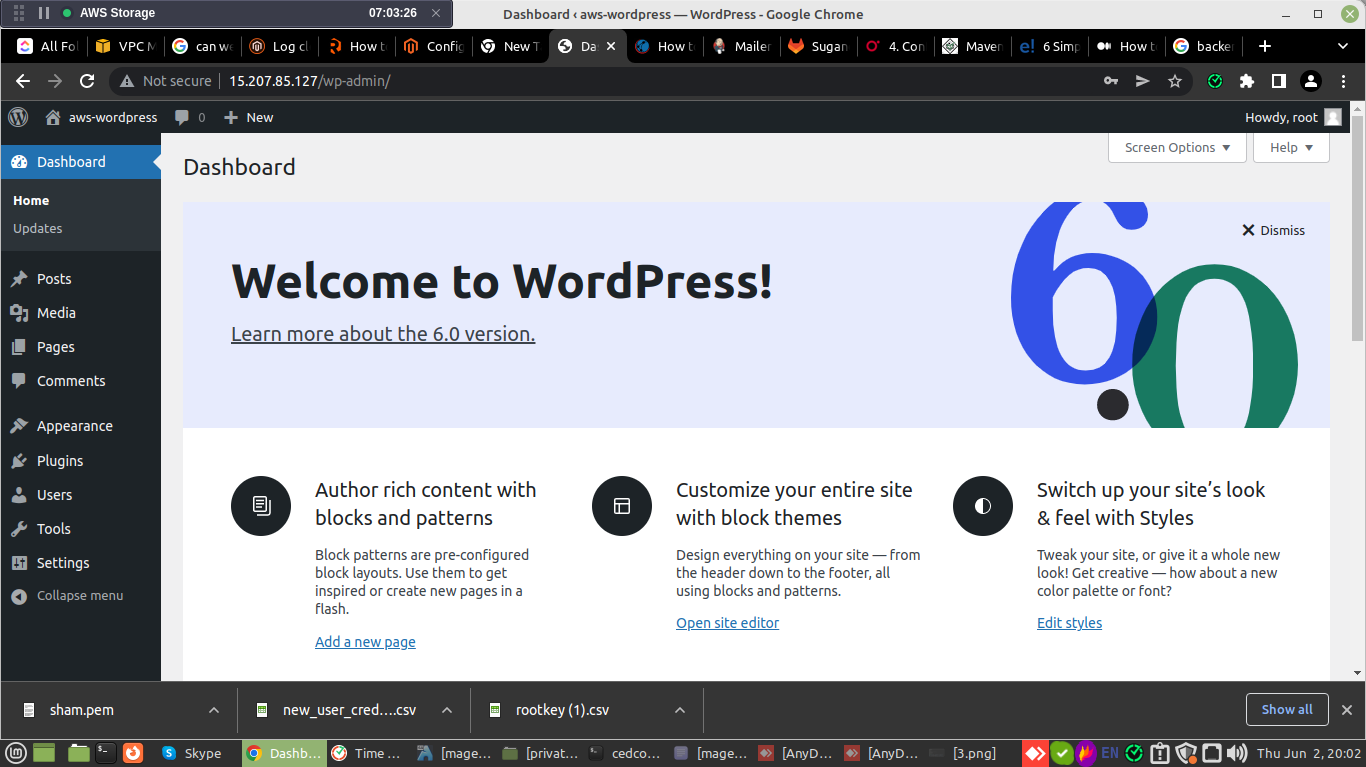 AWS Storage 07:03:26
Dashboard ‹ aws-wordpress — WordPress - Google Chrome
All Fol
VPC M
can we
Log cl
How to
Config
New T
Das
How to
Mailer
Sugan
4. Con
Maven
6 Simp
How to
backen
Not secure 15.207.85.127/wp-admin/
aws-wordpress 0 New Howdy, root
Screen Options Help
Dashboard
Home
Updates
Posts
Media
Pages
Comments
Appearance
Plugins
Users
Tools
Settings
Collapse menu
Dashboard
Dismiss
60
Welcome to WordPress!
Learn more about the 6.0 version.
Author rich content with
blocks and patterns
Block patterns are pre-configured
block layouts. Use them to get
inspired or create new pages in a
flash.
Add a new page
Customize your entire site
with block themes
Design everything on your site — from
the header down to the footer, all
using blocks and patterns.
Open site editor
Switch up your site’s look
& feel with Styles
Tweak your site, or give it a whole new
look! Get creative — how about a new
color palette or font?
Edit styles
sham.pem
new_user_cred....csv
rootkey (1).csv
Show all
Skype
Dashb...
Time ...
[mage...
[privat...
cedco...
[mage...
[AnyD...
[AnyD...
[3.png]
EN
Thu Jun 2, 20:02